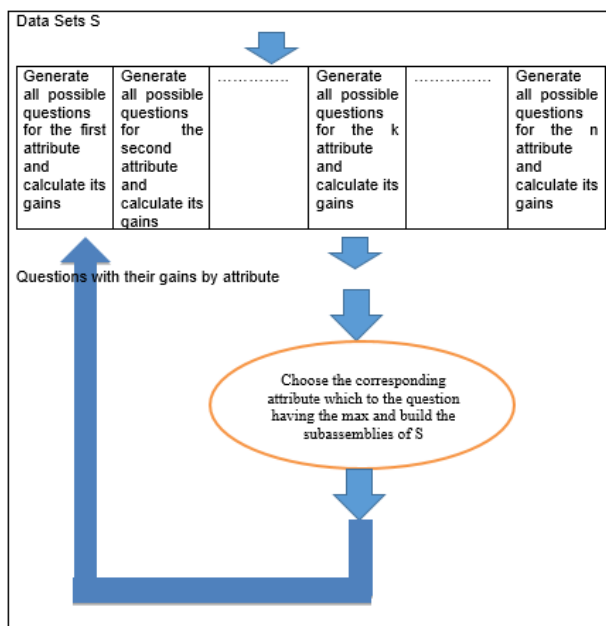 Data Sets S
Generate
all possible
questions
for the first
attribute
and
calculate its
gains
Generate
all possible
questions
for the
second
attribute
and
calculate its
gains
..............
Generate
all possible
questions
for the k
attribute
and
calculate its
gains
...............
Generate
all possible
questions
for the n
attribute
and
calculate its
gains
Questions with their gains by attribute
Choose the corresponding
attribute which to the question
having the max and build the
subassemblies of S